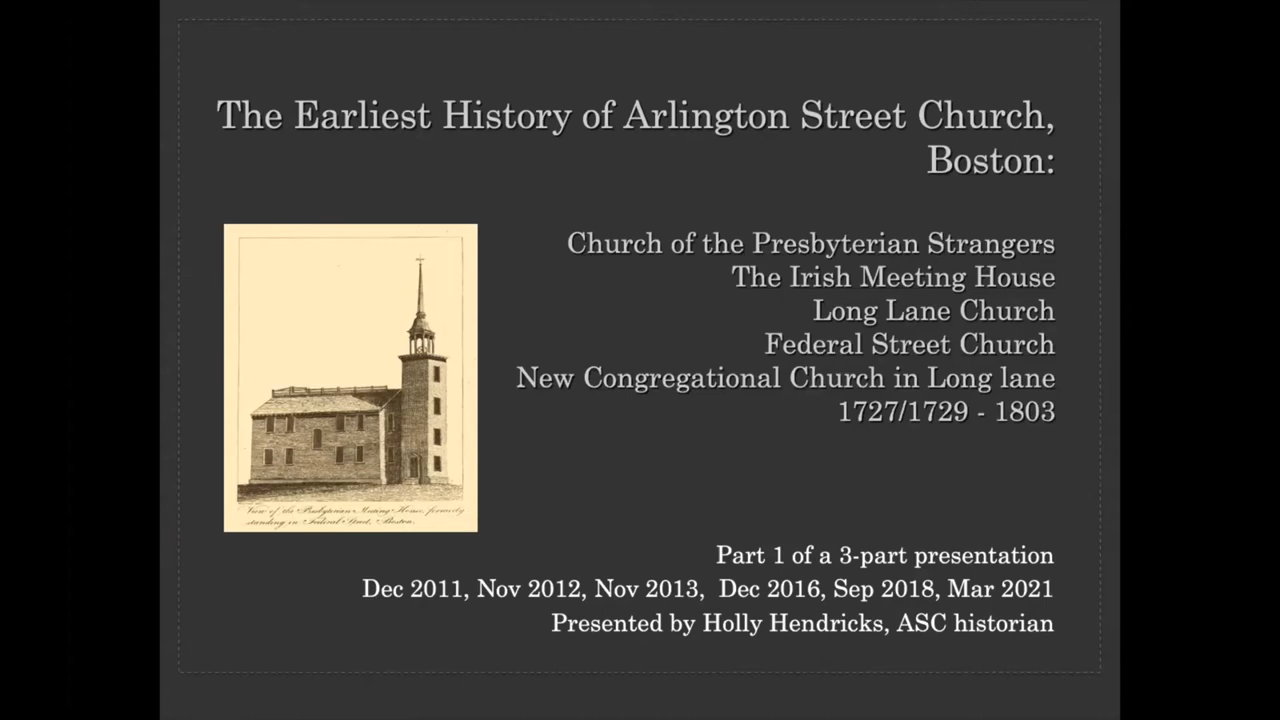 The Earliest History of Arlington Street Church,
Boston:
Church of the Presbyterian Strangers
The Irish Meeting House
Long Lane Church
Federal Street Church
New Congregational Church in Long lane
1727/1729 - 1803
View of the Presbyterian Meeting House, formerly
standing in Federal Street, Boston.
Part 1 of a 3-part presentation
Dec 2011, Nov 2012, Nov 2013, Dec 2016, Sep 2018, Mar 2021
Presented by Holly Hendricks, ASC historian